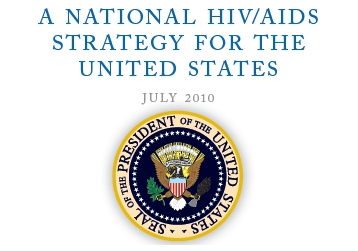 A NATIONAL HIV/AIDS
STRATEGY FOR THE
UNITED STATES
JULY 2010
SEAL OF THE PRESIDENT OF THE UNITED STATES